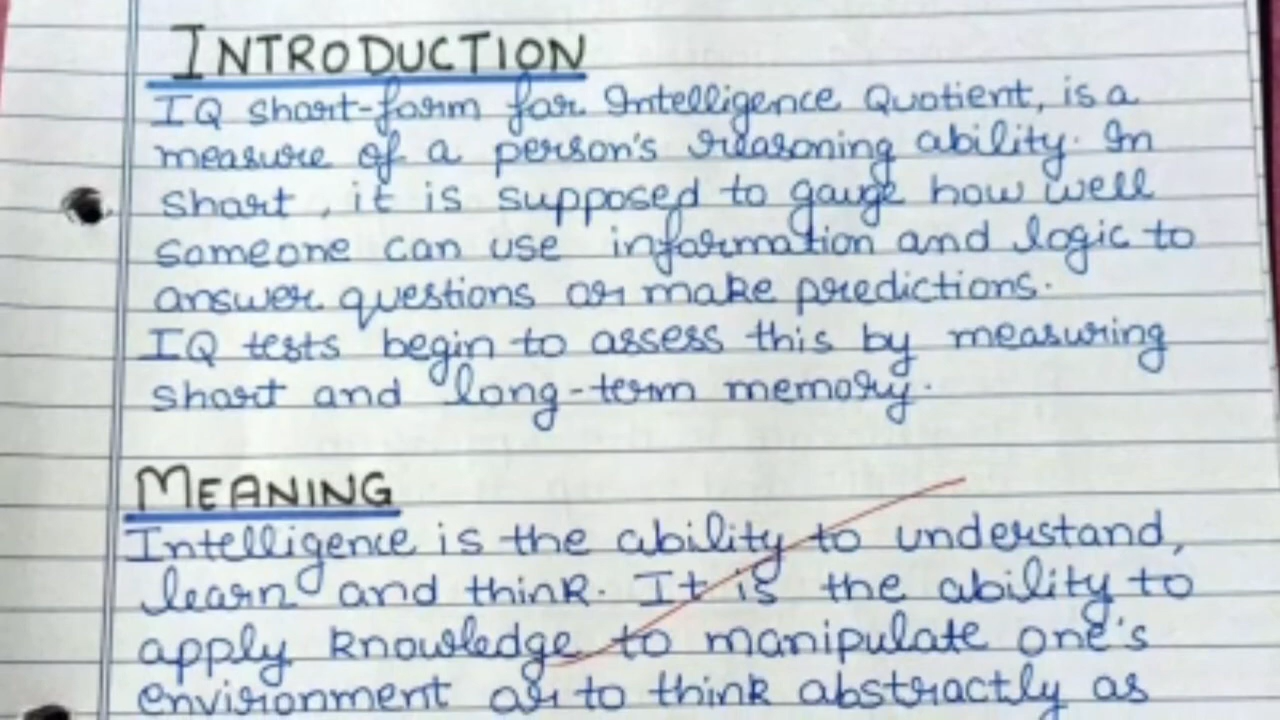 INTRODUCTION
IQ short-form for Intelligence Quotient, is a
measure of a person's reasoning ability. In
short, it is supposed to gauge how well
someone can use information and logic to
answer questions or make predictions.
IQ tests begin to assess this by measuring
short and long-term memory.
MEANING
Intelligence is the ability to understand,
learn and think. It is the ability to
apply knowledge to manipulate one's
environment or to think abstractly as